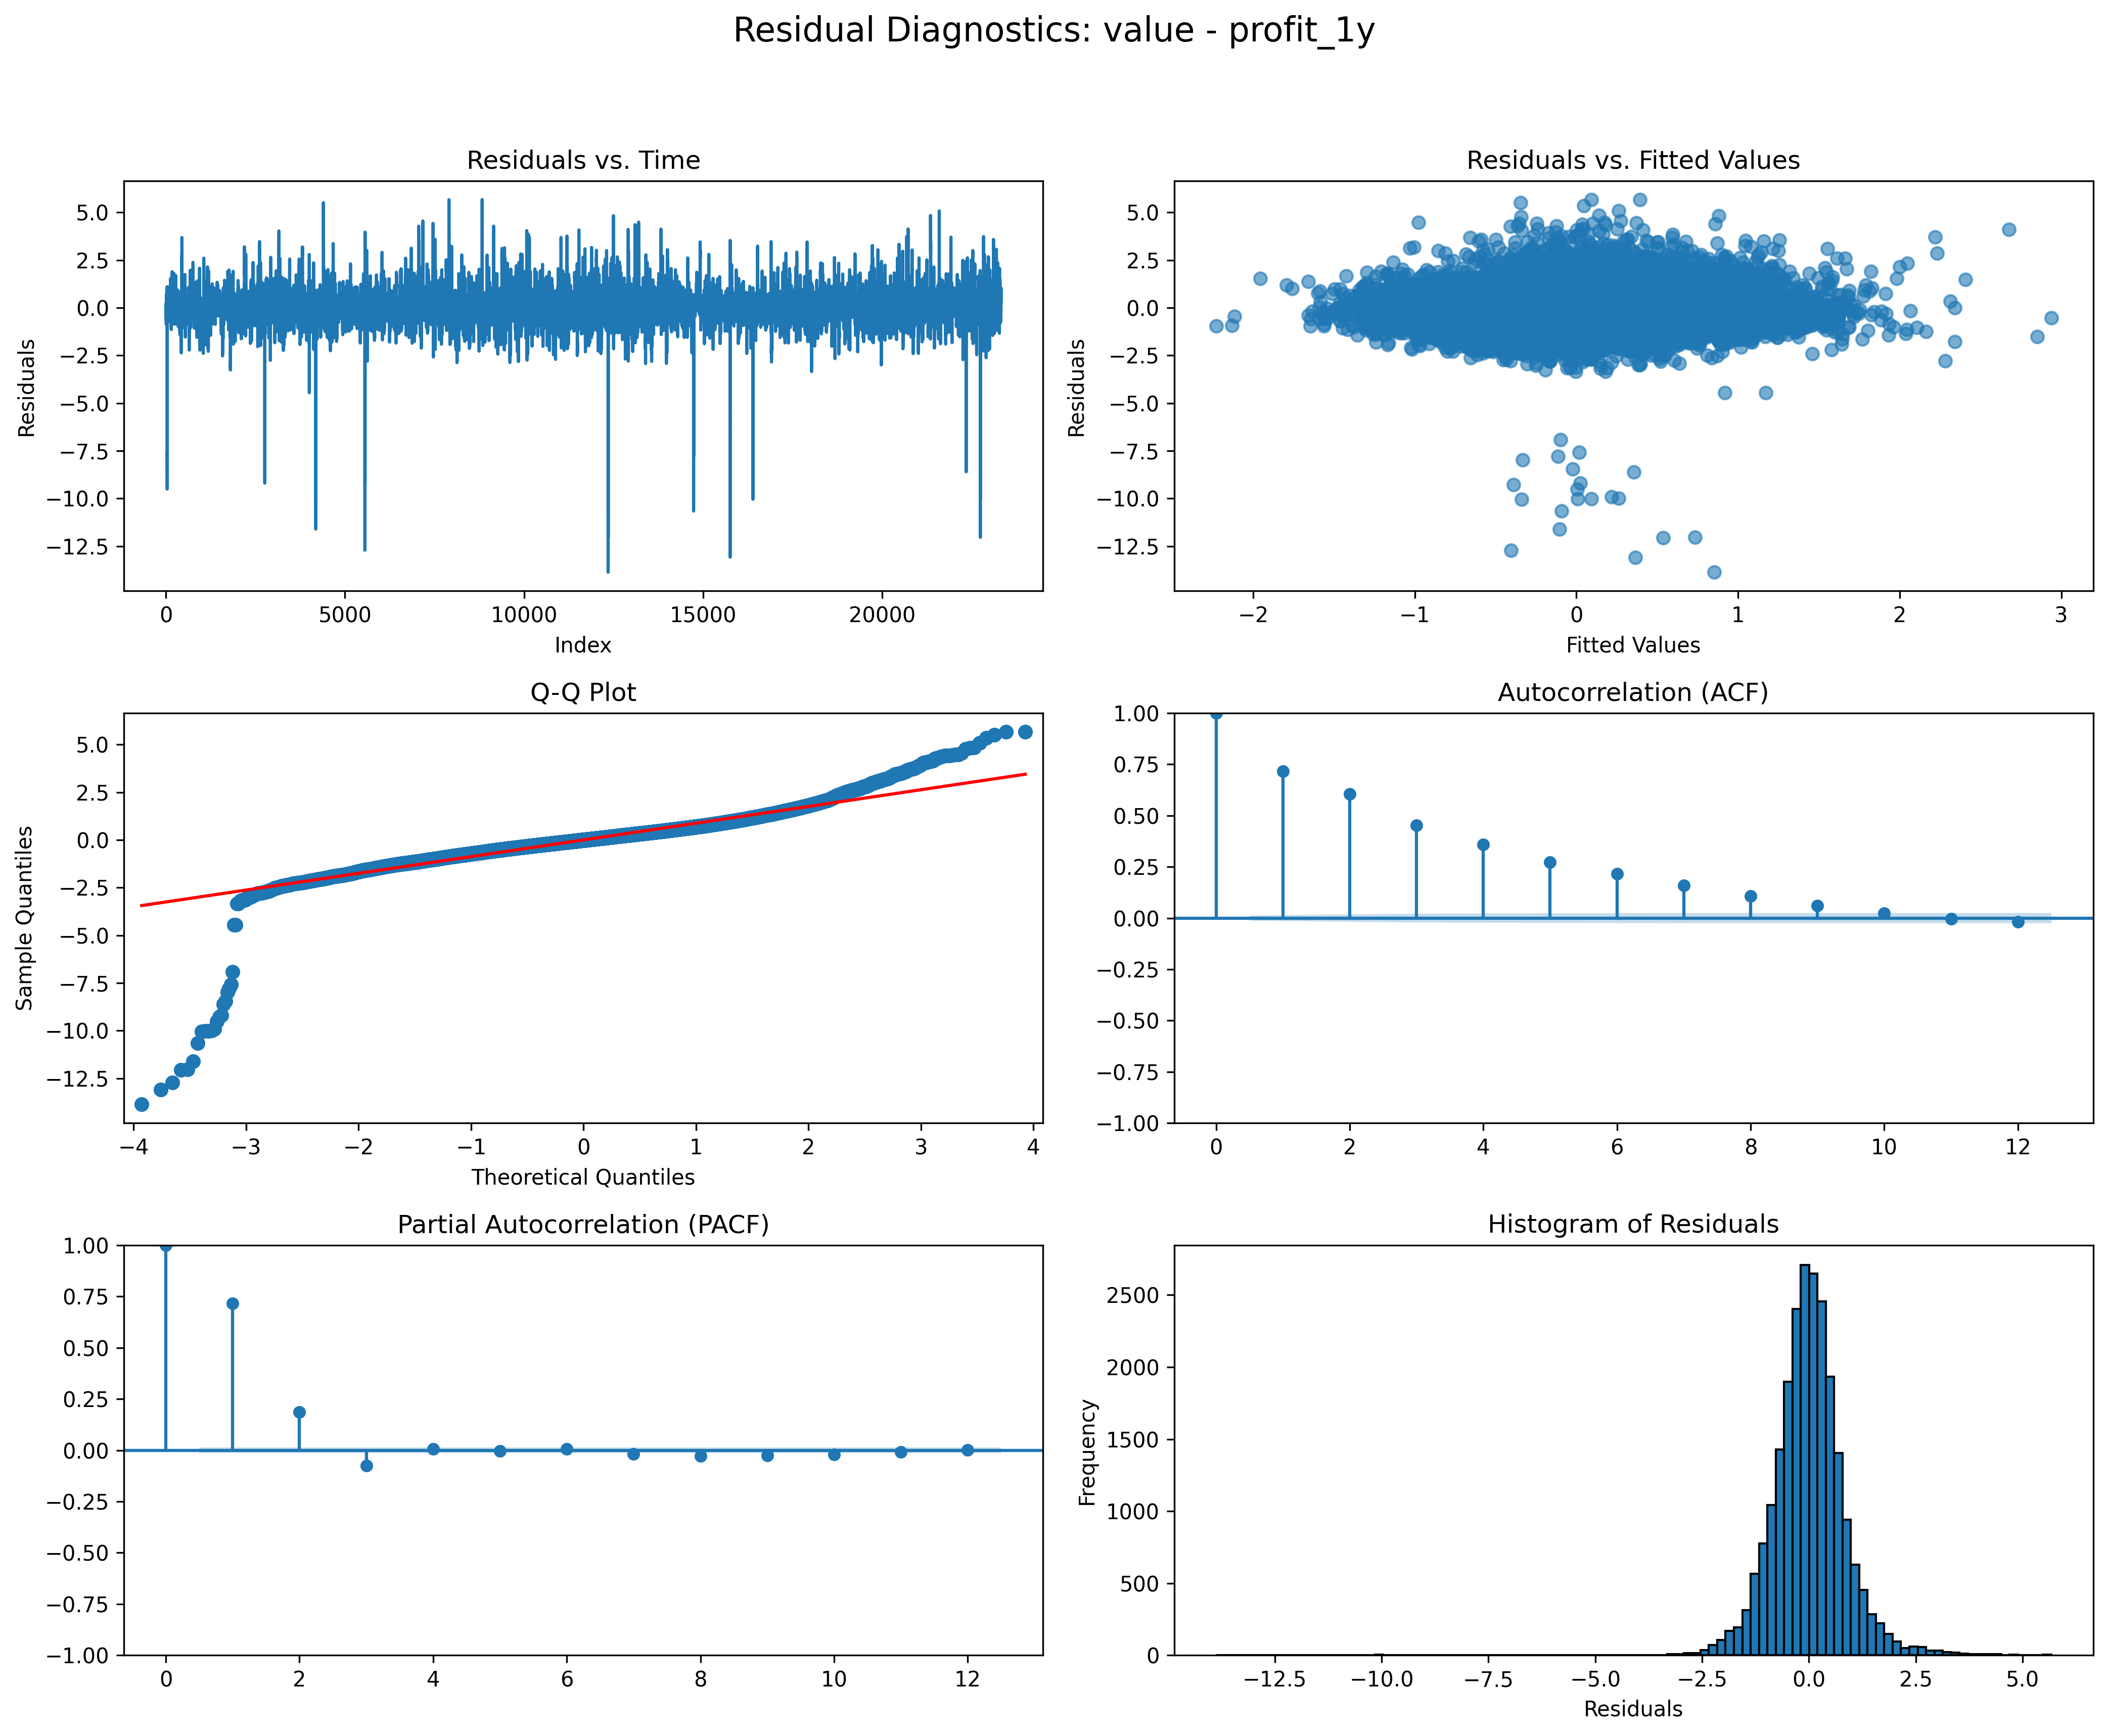 Residual Diagnostics: value - profit_1y
Residuals vs. Time
Residuals
5.0
2.5
0.0
−2.5
−5.0
−7.5
−10.0
−12.5
0 5000 10000 15000 20000
Index
Residuals vs. Fitted Values
Residuals
5.0
2.5
0.0
−2.5
−5.0
−7.5
−10.0
−12.5
−2 −1 0 1 2 3
Fitted Values
Q-Q Plot
Sample Quantiles
5.0
2.5
0.0
−2.5
−5.0
−7.5
−10.0
−12.5
−4 −3 −2 −1 0 1 2 3 4
Theoretical Quantiles
Autocorrelation (ACF)
1.00
0.75
0.50
0.25
0.00
−0.25
−0.50
−0.75
−1.00
0 2 4 6 8 10 12
Partial Autocorrelation (PACF)
1.00
0.75
0.50
0.25
0.00
−0.25
−0.50
−0.75
−1.00
0 2 4 6 8 10 12
Histogram of Residuals
Frequency
2500
2000
1500
1000
500
0
−12.5 −10.0 −7.5 −5.0 −2.5 0.0 2.5 5.0
Residuals